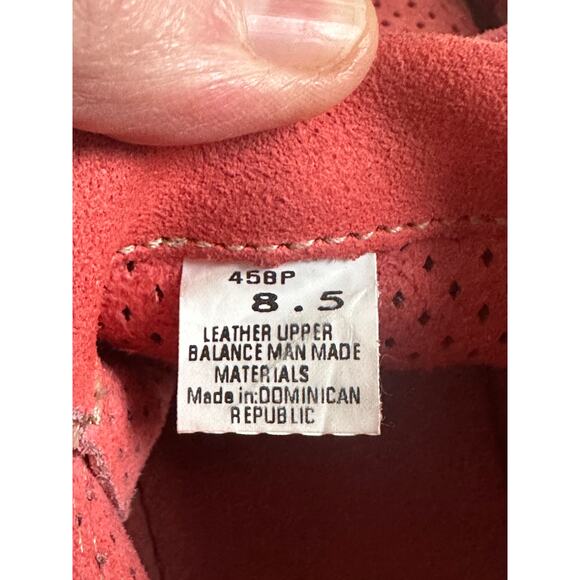 458P
8.5
LEATHER UPPER
BALANCE MAN MADE
MATERIALS
Made in:DOMINICAN
REPUBLIC